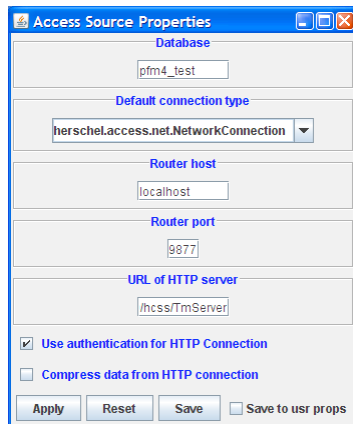 Access Source Properties
Database
pfm4_test
Default connection type
herschel.access.net.NetworkConnection
Router host
localhost
Router port
9877
URL of HTTP server
/hcss/TmServer
Use authentication for HTTP Connection
Compress data from HTTP connection
Apply Reset Save Save to usr props